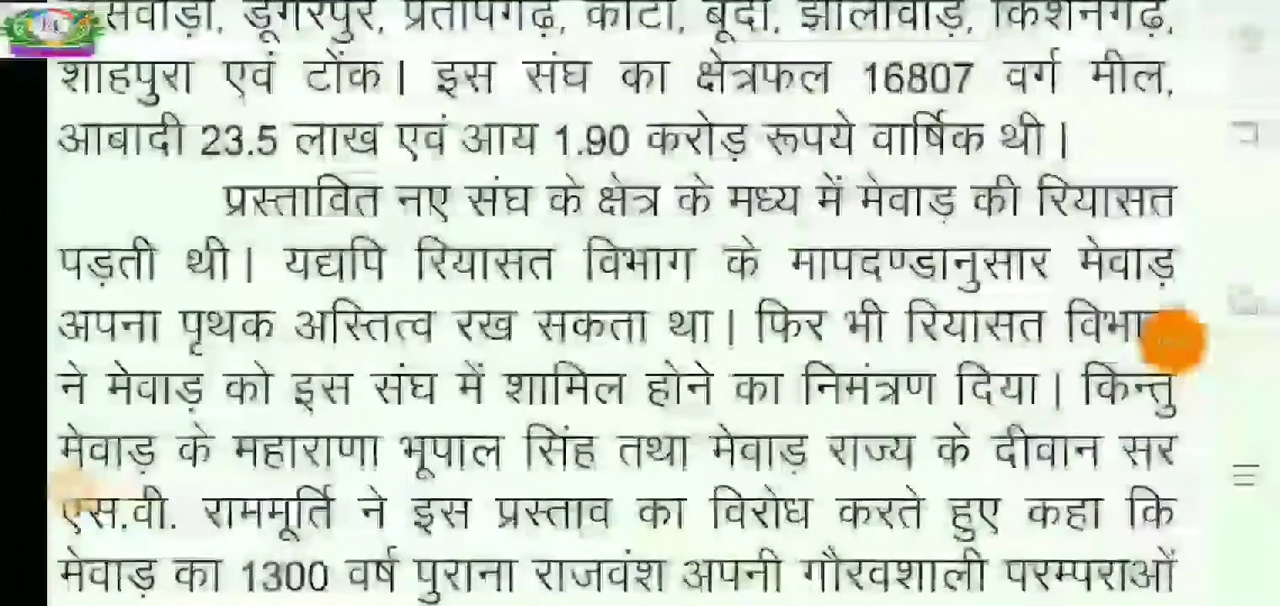 डूंगरपुर, प्रतापगढ़, कोटा, बूंदी, झालावाड़, किशनगढ़,
शाहपुरा एवं टोंक। इस संघ का क्षेत्रफल 16807 वर्ग मील,
आबादी 23.5 लाख एवं आय 1.90 करोड़ रूपये वार्षिक थी।
प्रस्तावित नए संघ के क्षेत्र के मध्य में मेवाड़ की रियासत
पड़ती थी। यद्यपि रियासत विभाग के मापदण्डानुसार मेवाड़
अपना पृथक अस्तित्व रख सकता था। फिर भी रियासत
ने मेवाड़ को इस संघ में शामिल होने का निमंत्रण दिया। किन्तु
मेवाड़ के महाराणा भूपाल सिंह तथा मेवाड़ राज्य के दीवान सर
एस.वी. राममूर्ति ने इस प्रस्ताव का विरोध करते हुए कहा कि
मेवाड़ का 1300 वर्ष पुराना राजवंश अपनी गौरवशाली परम्पराओं